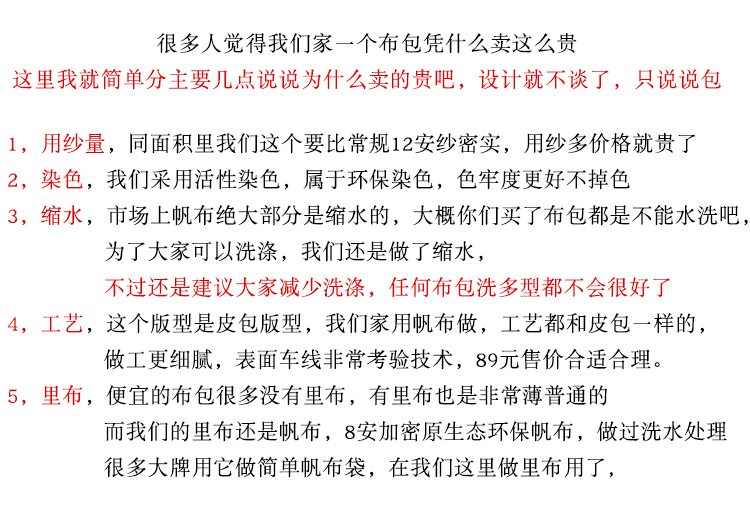 很多人觉得我们家一个布包凭什么卖这么贵
这里我就简单分主要几点说说为什么卖的贵吧，设计就不谈了，只说说包
1，用纱量，同面积里我们这个要比常规12安纱密实，用纱多价格就贵了
2，染色，我们采用活性染色，属于环保染色，色牢度更好不掉色
3，缩水，市场上帆布绝大部分是缩水的，大概你们买了布包都是不能水洗吧，
为了大家可以洗涤，我们还是做了缩水，
不过还是建议大家减少洗涤，任何布包洗多型都不会很好了
4，工艺，这个版型是皮包版型，我们家用帆布做，工艺都和皮包一样的，
做工更细腻，表面车线非常考验技术，89元售价合适合理。
5，里布，便宜的布包很多没有里布，有里布也是非常薄普通的
而我们的里布还是帆布，8安加密原生态环保帆布，做过洗水处理
很多大牌用它做简单帆布袋，在我们这里做里布用了，